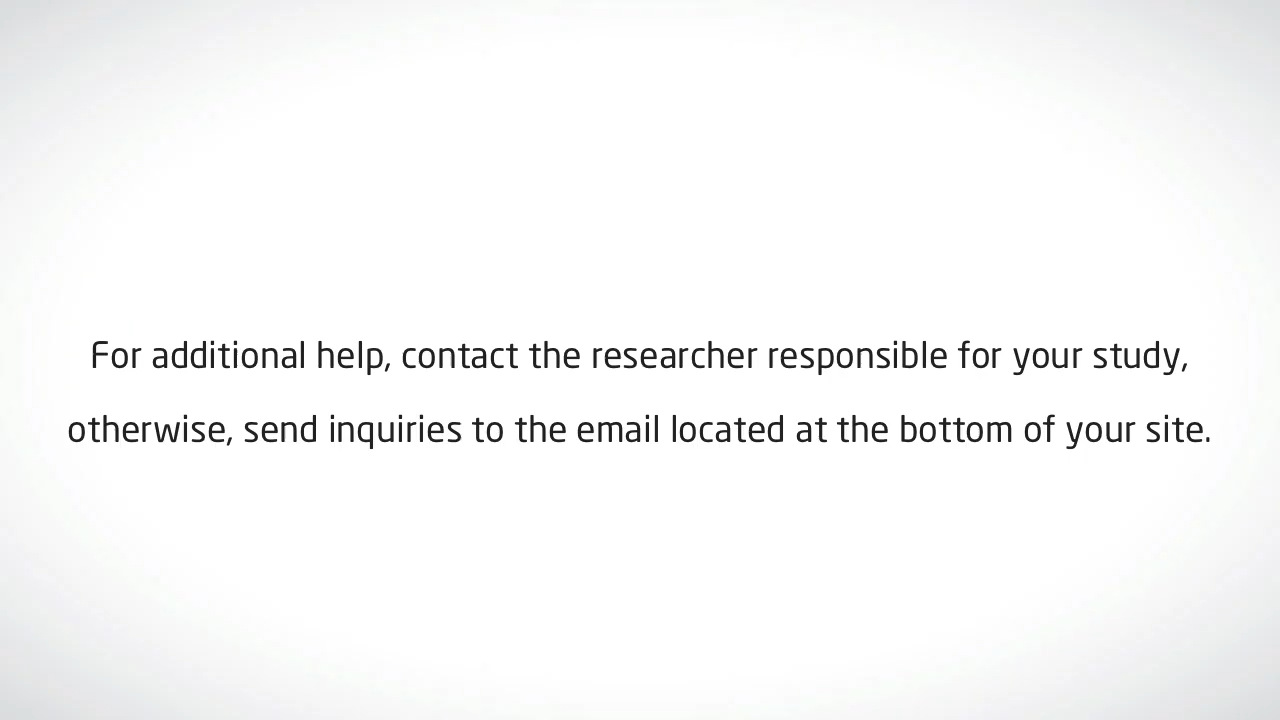 For additional help, contact the researcher responsible for your study,
otherwise, send inquiries to the email located at the bottom of your site.